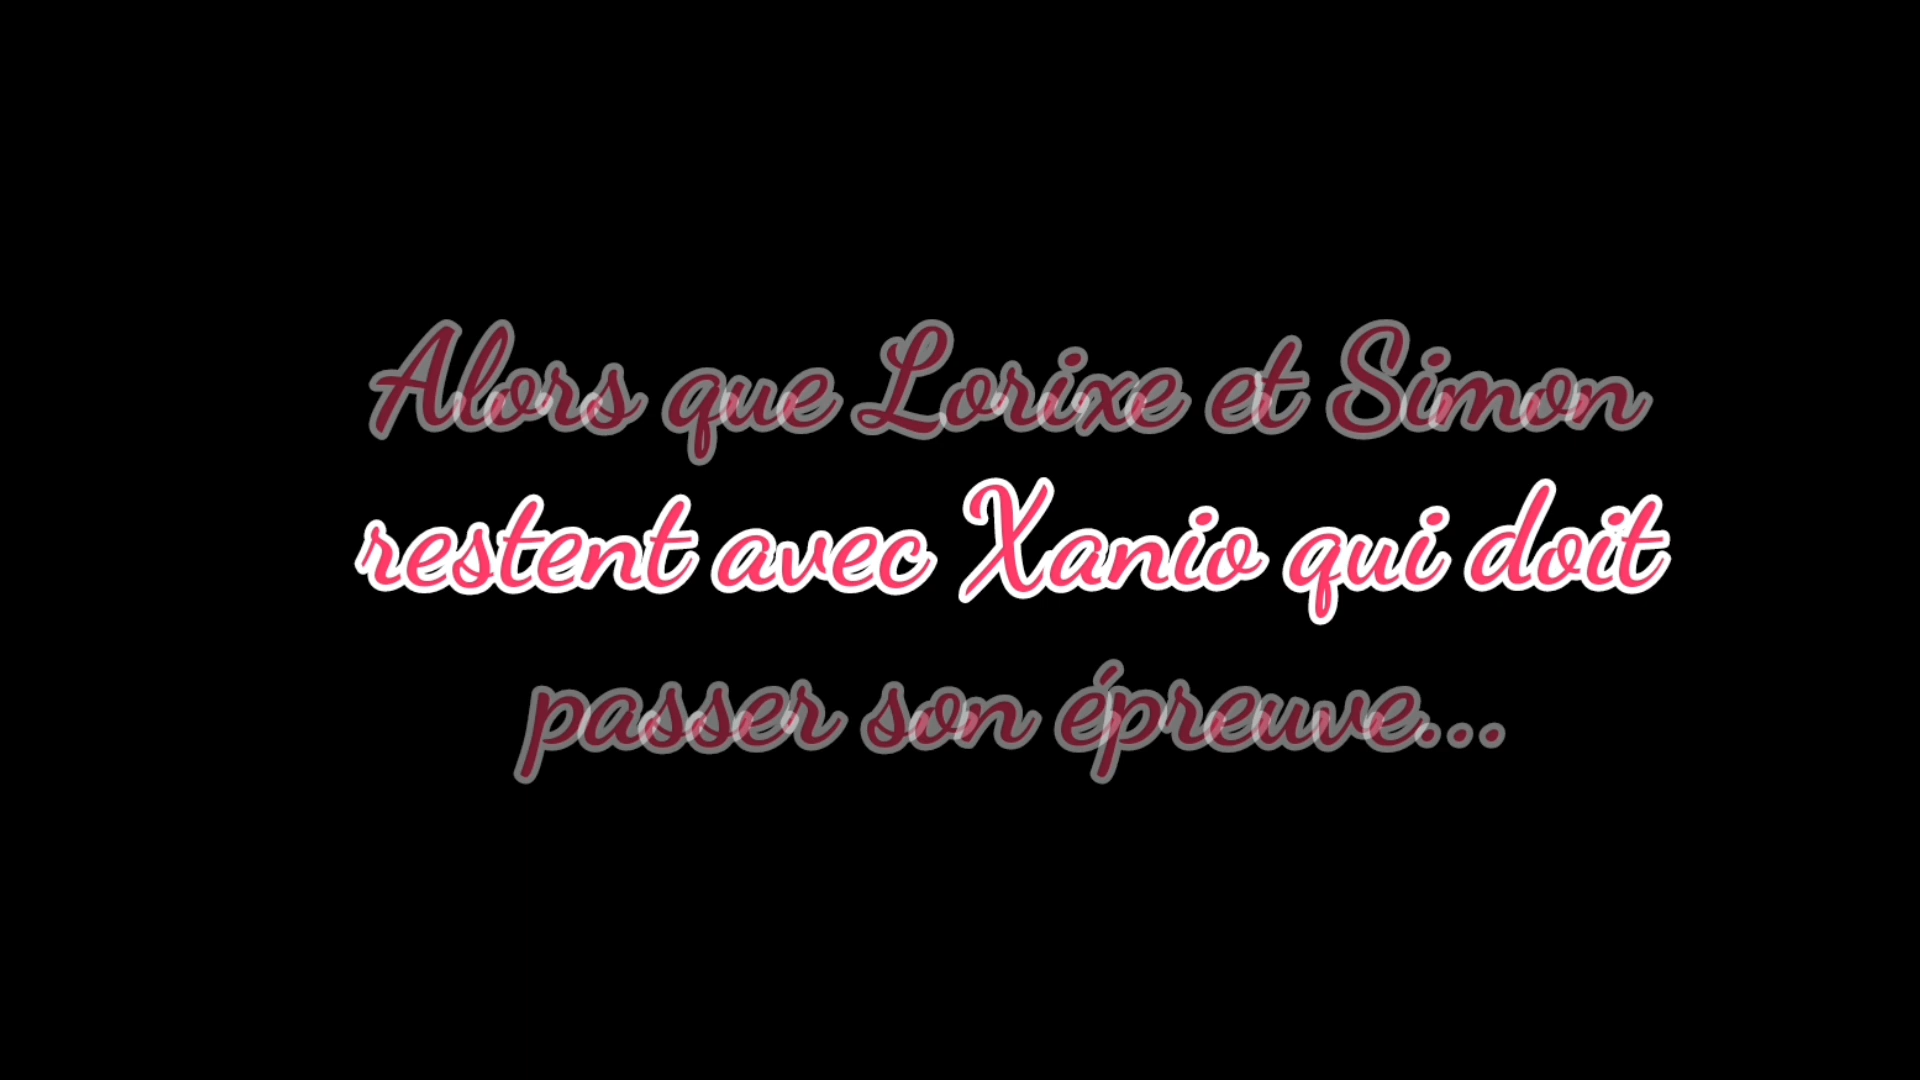 Alors que Lorixe et Simon
restent avec Xanio qui doit
passer son épreuve...